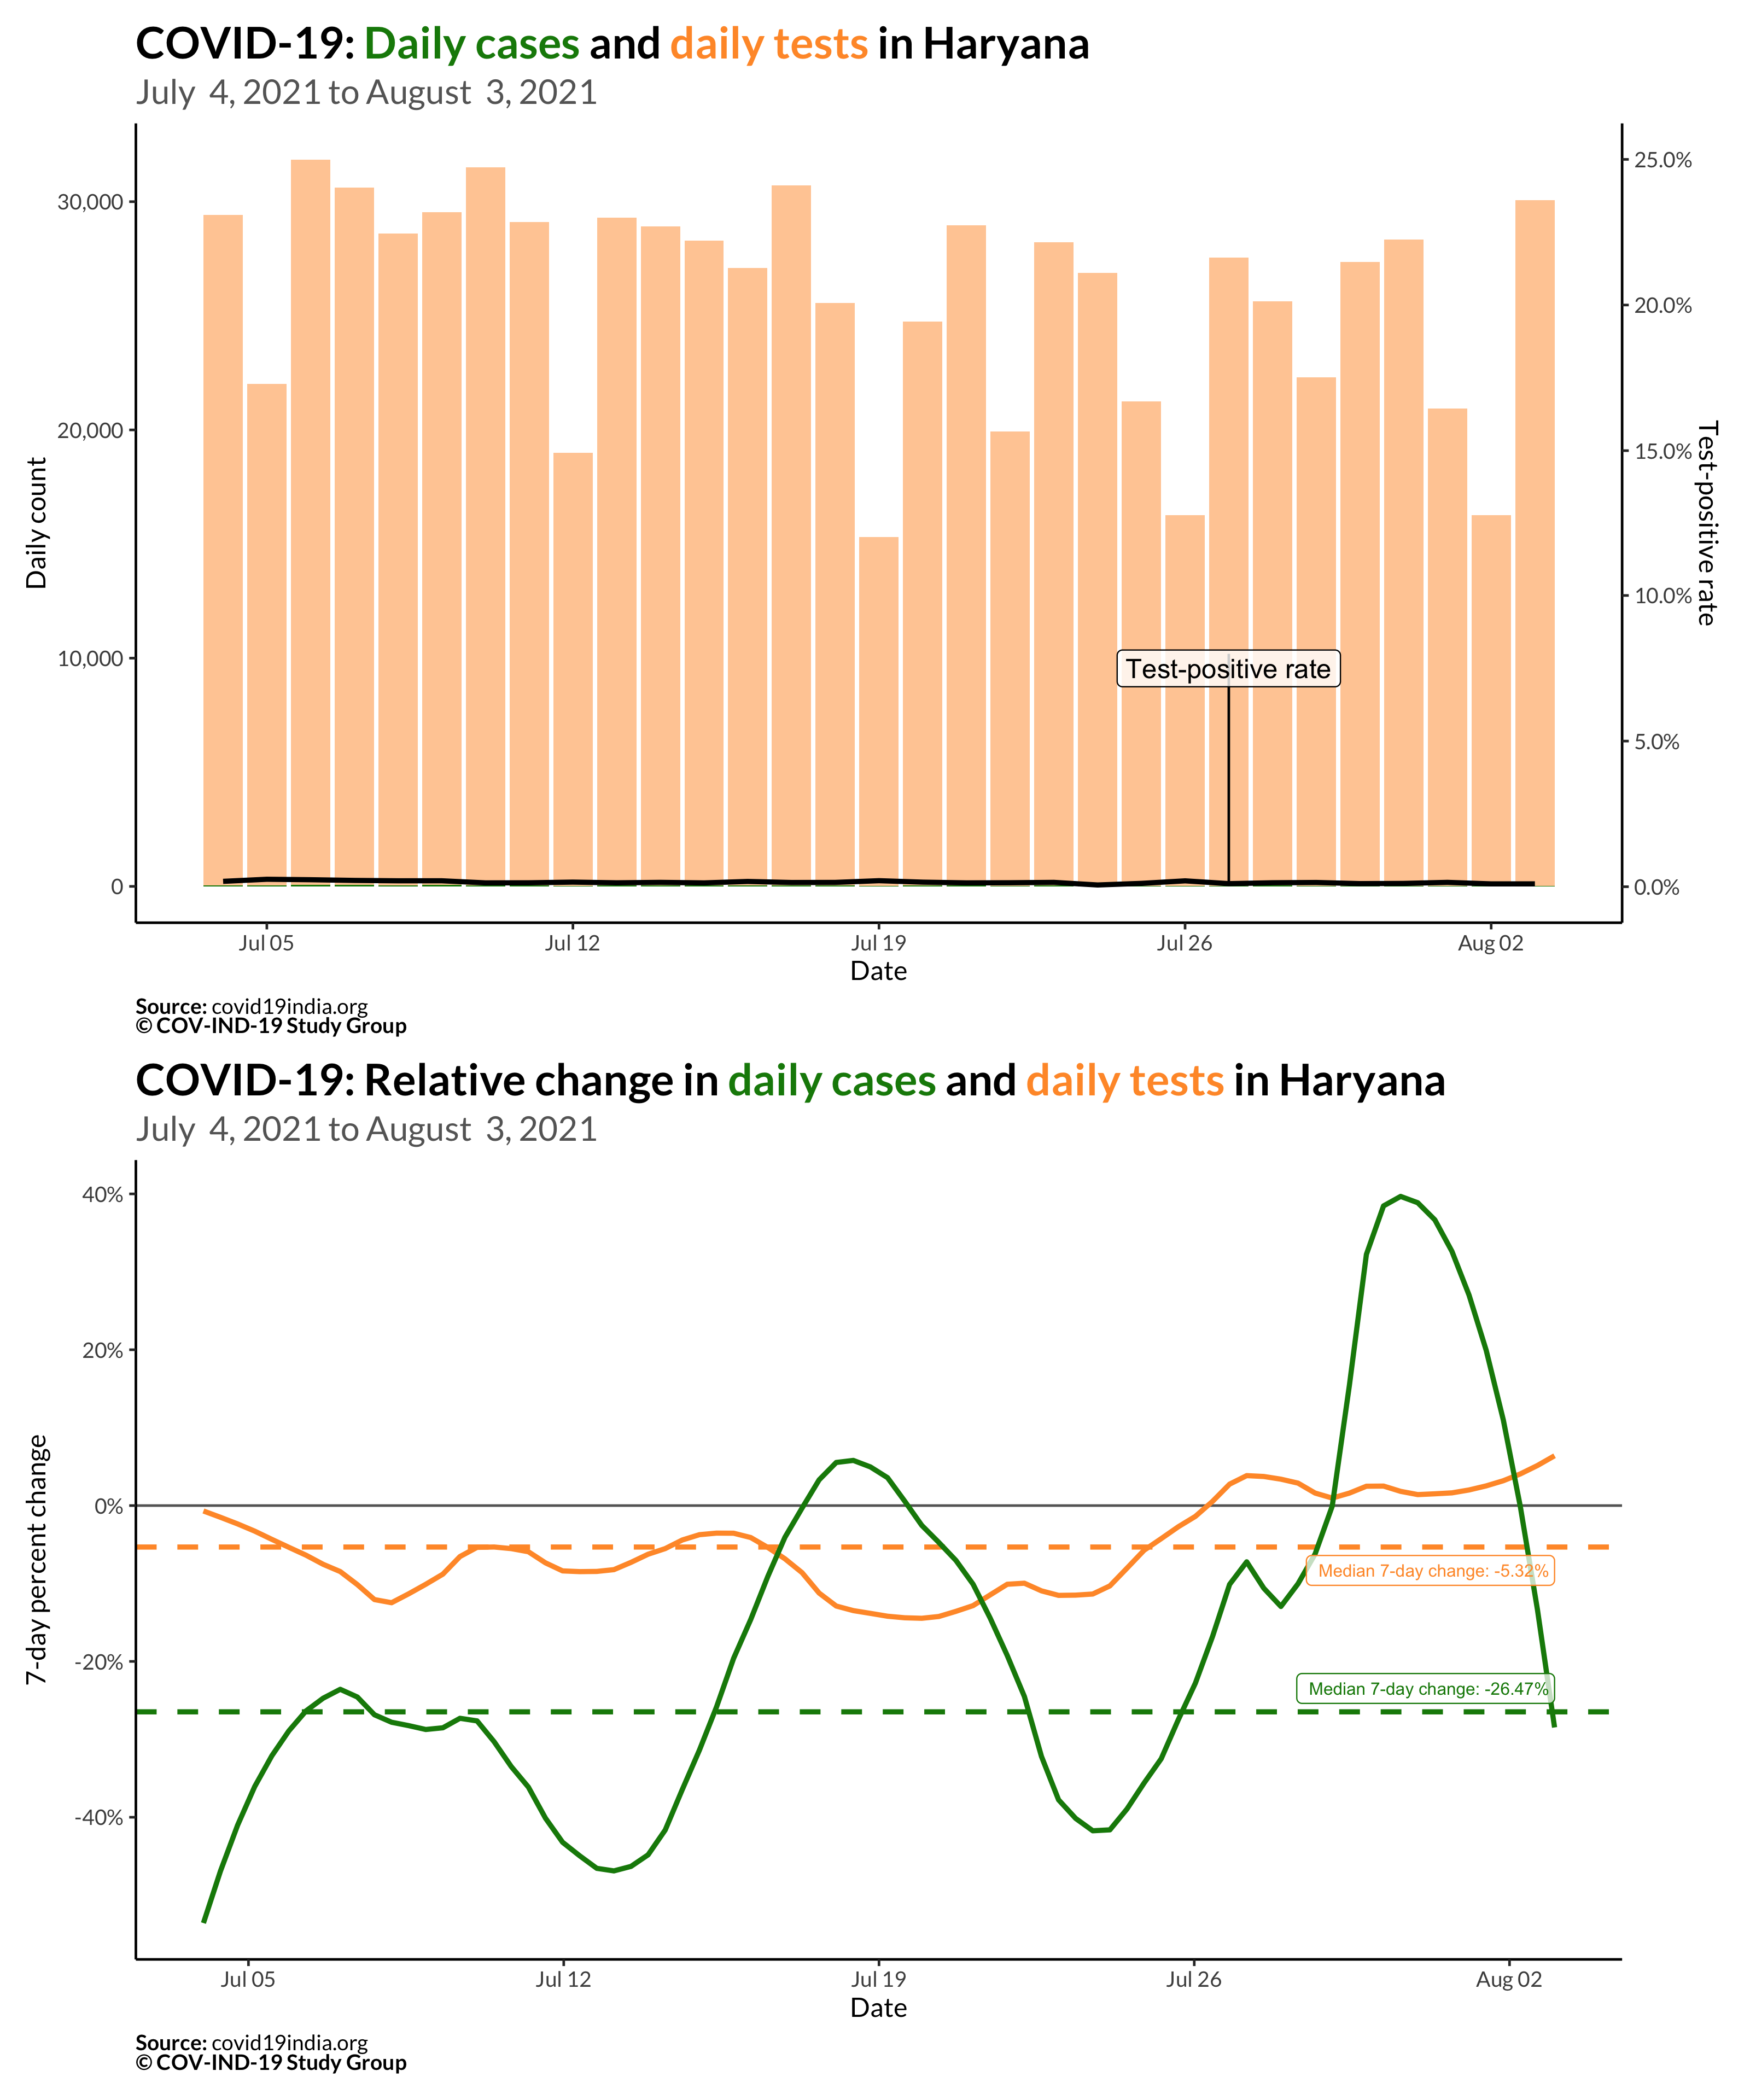 COVID-19: Daily cases and daily tests in Haryana
July 4, 2021 to August 3, 2021
30,000
20,000
10,000
0
Daily count
25.0%
20.0%
15.0%
10.0%
5.0%
0.0%
Test-positive rate
Test-positive rate
Jul 05
Jul 12
Jul 19
Jul 26
Aug 02
Date
Source: covid19india.org
© COV-IND-19 Study Group
COVID-19: Relative change in daily cases and daily tests in Haryana
July 4, 2021 to August 3, 2021
40%
20%
0%
-20%
-40%
7-day percent change
Median 7-day change: -5.32%
Median 7-day change: -26.47%
Jul 05
Jul 12
Jul 19
Jul 26
Aug 02
Date
Source: covid19india.org
© COV-IND-19 Study Group